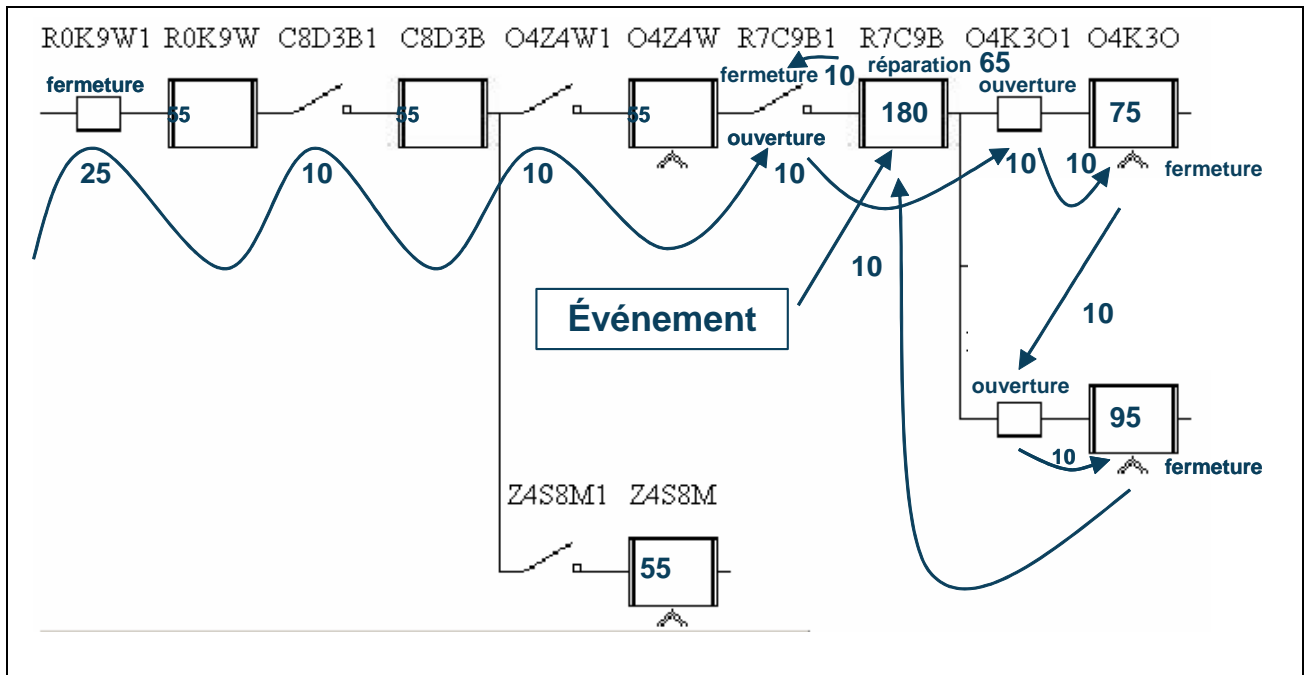 R0K9W1 R0K9W C8D3B1 C8D3B O4Z4W1 O4Z4W R7C9B1 R7C9B O4K3O1 O4K3O
fermeture 10 réparation 65
fermeture ouverture
55 55 55 180 75
ouverture
25 10 10 10 10 10 fermeture
10
Événement
10
ouverture
95
10 fermeture
Z4S8M1 Z4S8M
55